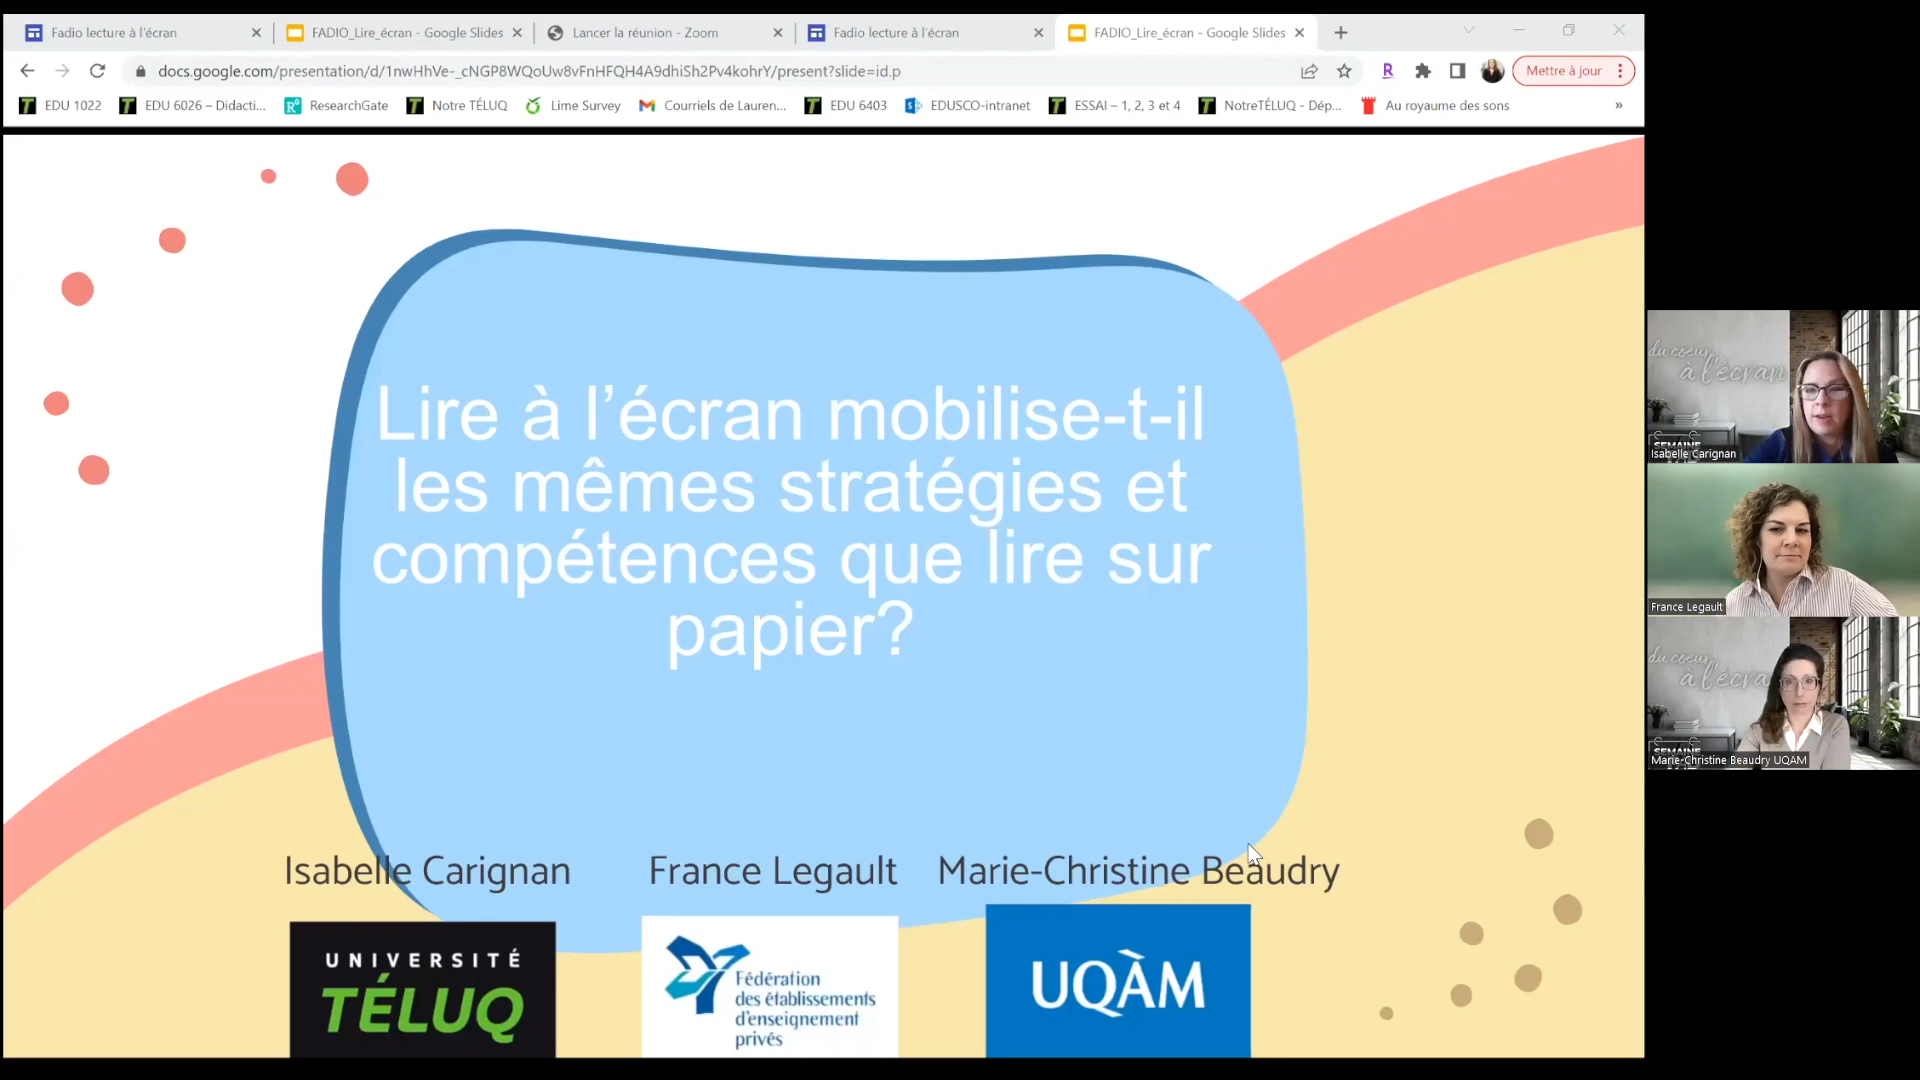 Fadio lecture à l'écran
FADIO_Lire_écran - Google Slides
Lancer la réunion - Zoom
Fadio lecture à l'écran
FADIO_Lire_écran - Google Slides
docs.google.com/presentation/d/1nwHhVe-_cNGP8WQoUw8vFnHFQH4A9dhiSh2Pv4kohrY/present?slide=id.p
R
Mettre à jour
EDU 1022
EDU 6026 – Didacti...
ResearchGate
Notre TÉLUQ
Lime Survey
Courriels de Lauren...
EDU 6403
EDUSCO-intranet
ESSAI – 1, 2, 3 et 4
NotreTÉLUQ - Dép...
Au royaume des sons
»
Lire à l’écran mobilise-t-il
les mêmes stratégies et
compétences que lire sur
papier?
Isabelle Carignan
France Legault
Marie-Christine Beaudry
UNIVERSITÉ
TÉLUQ
Fédération
des établissements
d'enseignement
privés
UQÀM
du coeur
à l'écran
SEMAINE
Isabelle Carignan
France Legault
du coeur
à l'écra
SEMAINE
Marie-Christine Beaudry UQAM